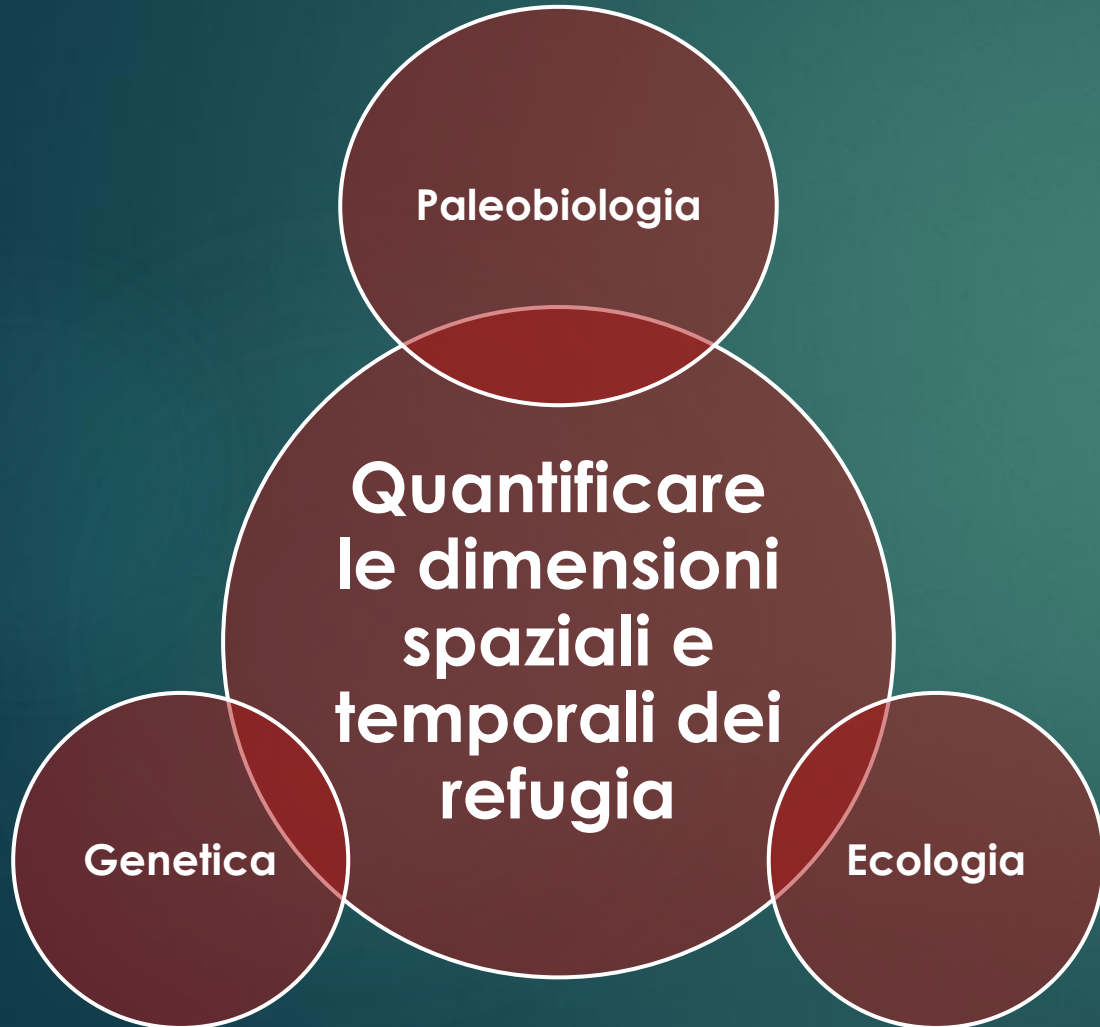 Paleobiologia
Quantificare
le dimensioni
spaziali e
temporali dei
refugia
Genetica
Ecologia